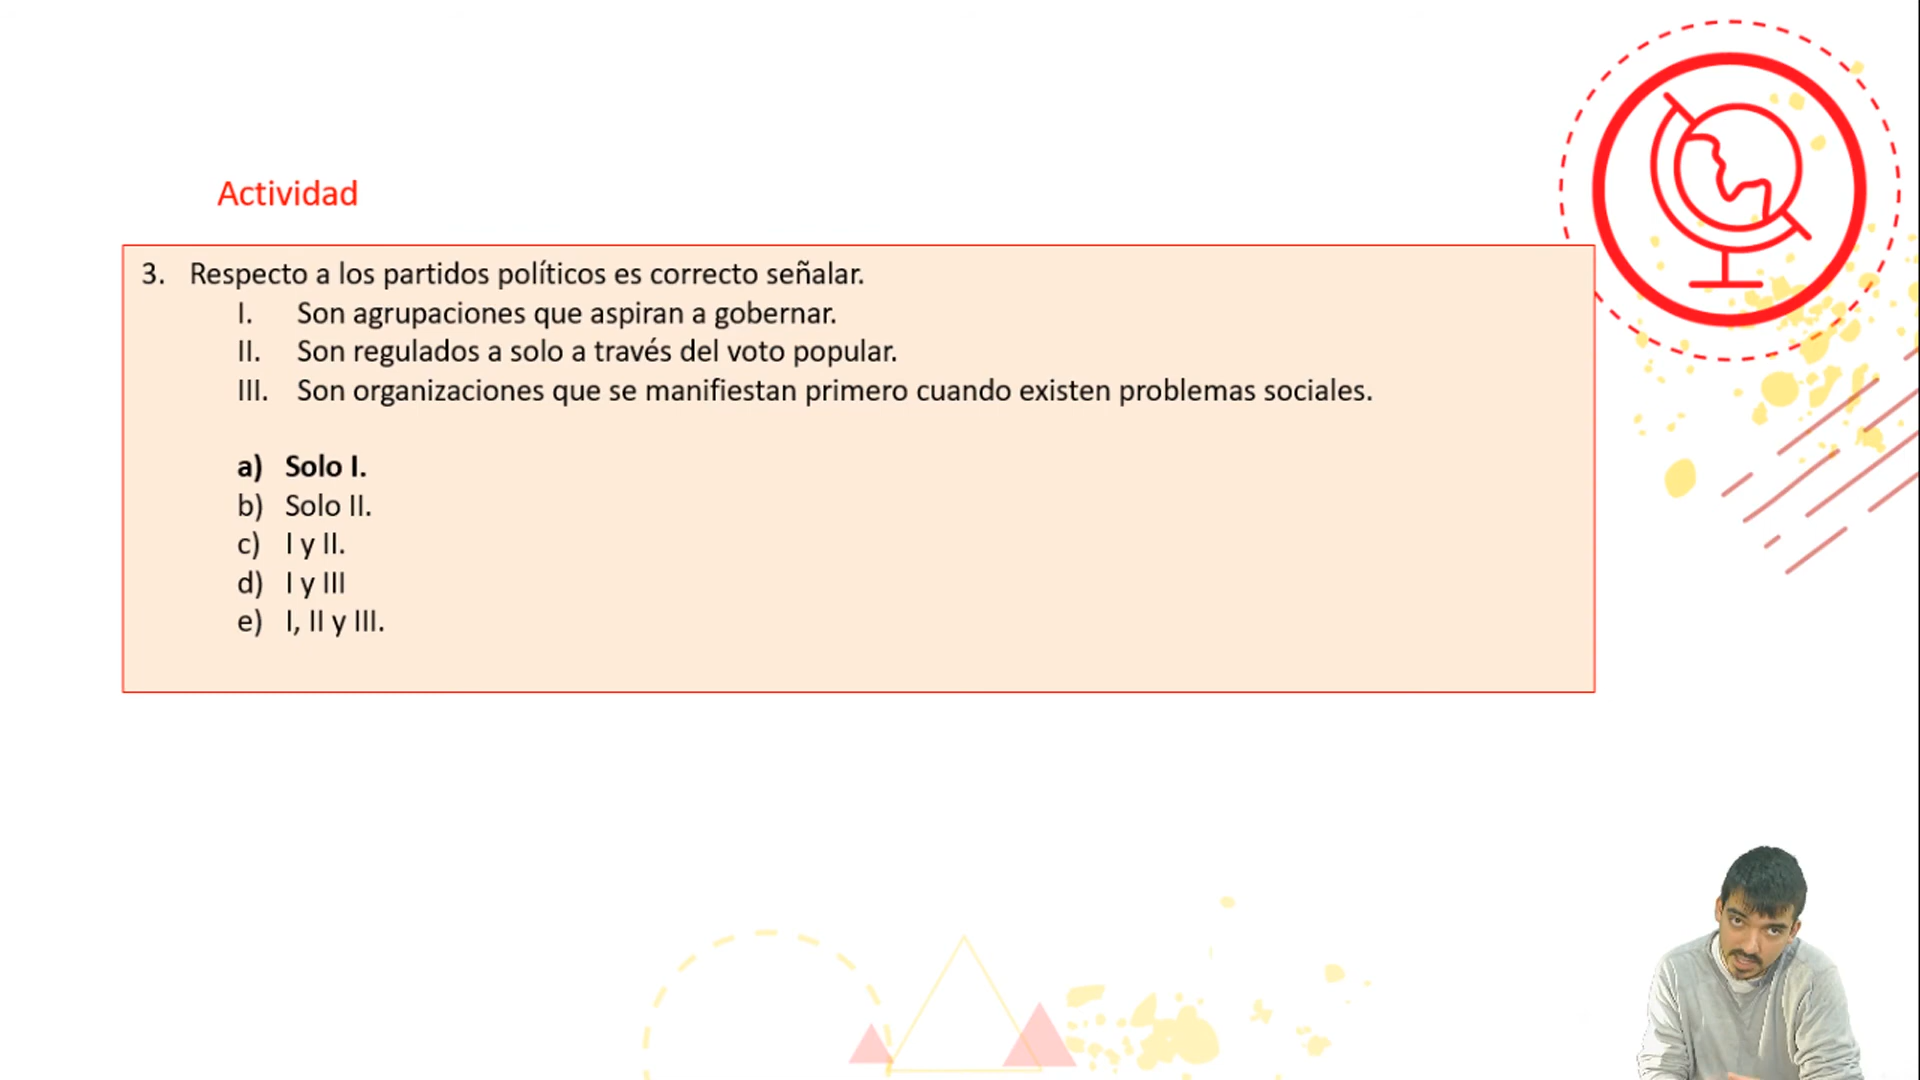 Actividad
3. Respecto a los partidos políticos es correcto señalar.
I. Son agrupaciones que aspiran a gobernar.
II. Son regulados a solo a través del voto popular.
III. Son organizaciones que se manifiestan primero cuando existen problemas sociales.
a) Solo I.
b) Solo II.
c) I y II.
d) I y III
e) I, II y III.